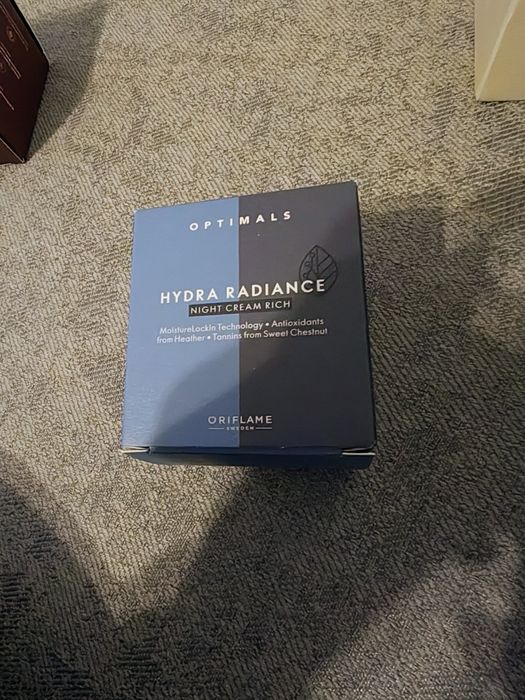 OPTIMALS
HYDRA RADIANCE
NIGHT CREAM RICH
MoistureLockIn Technology • Antioxidants
from Heather • Tannins from Sweet Chestnut
ORIFLAME
SWEDEN